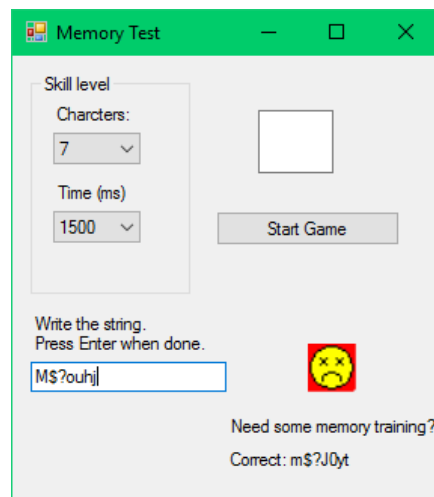 Memory Test
Skill level
Charcters:
7
Time (ms)
1500
Start Game
Write the string.
Press Enter when done.
M$?ouhj
Need some memory training?
Correct: m$?J0yt